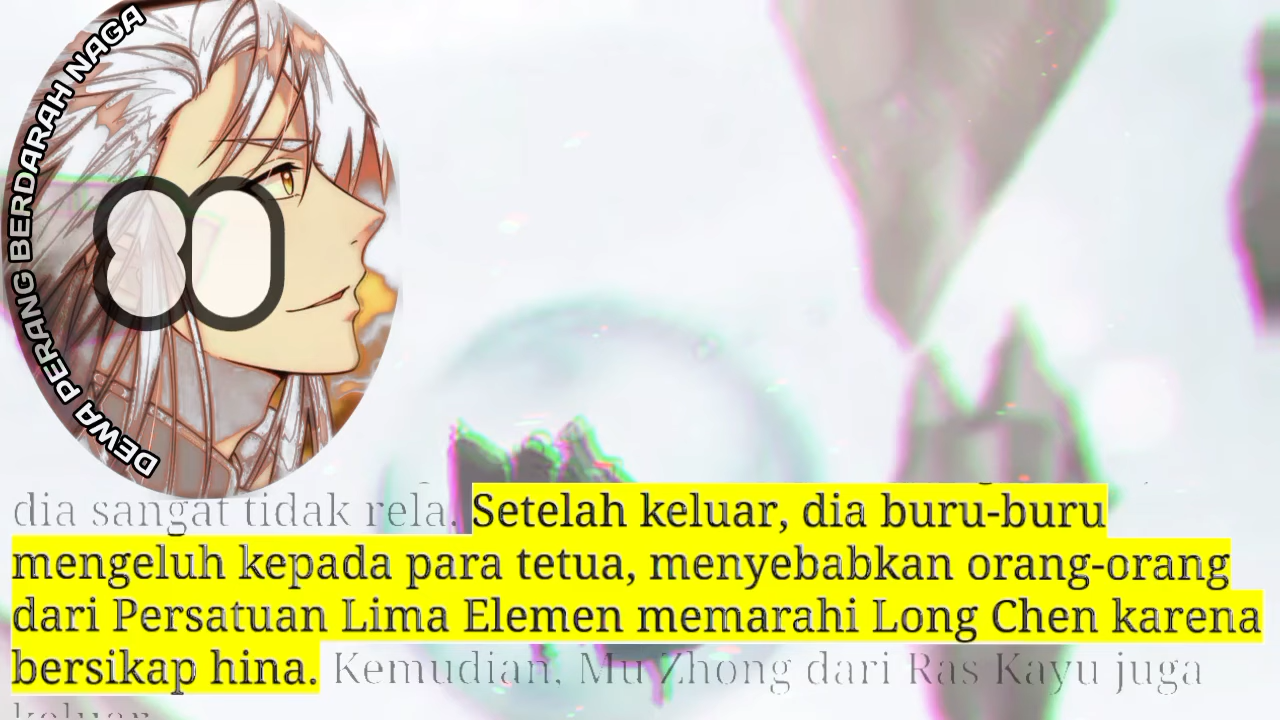 DEWA PERANG BERDARAH NAGA
80
dia sangat tidak rela. Setelah keluar, dia buru-buru
mengeluh kepada para tetua, menyebabkan orang-orang
dari Persatuan Lima Elemen memarahi Long Chen karena
bersikap hina. Kemudian, Mu Zhong dari Ras Kayu juga
keluar